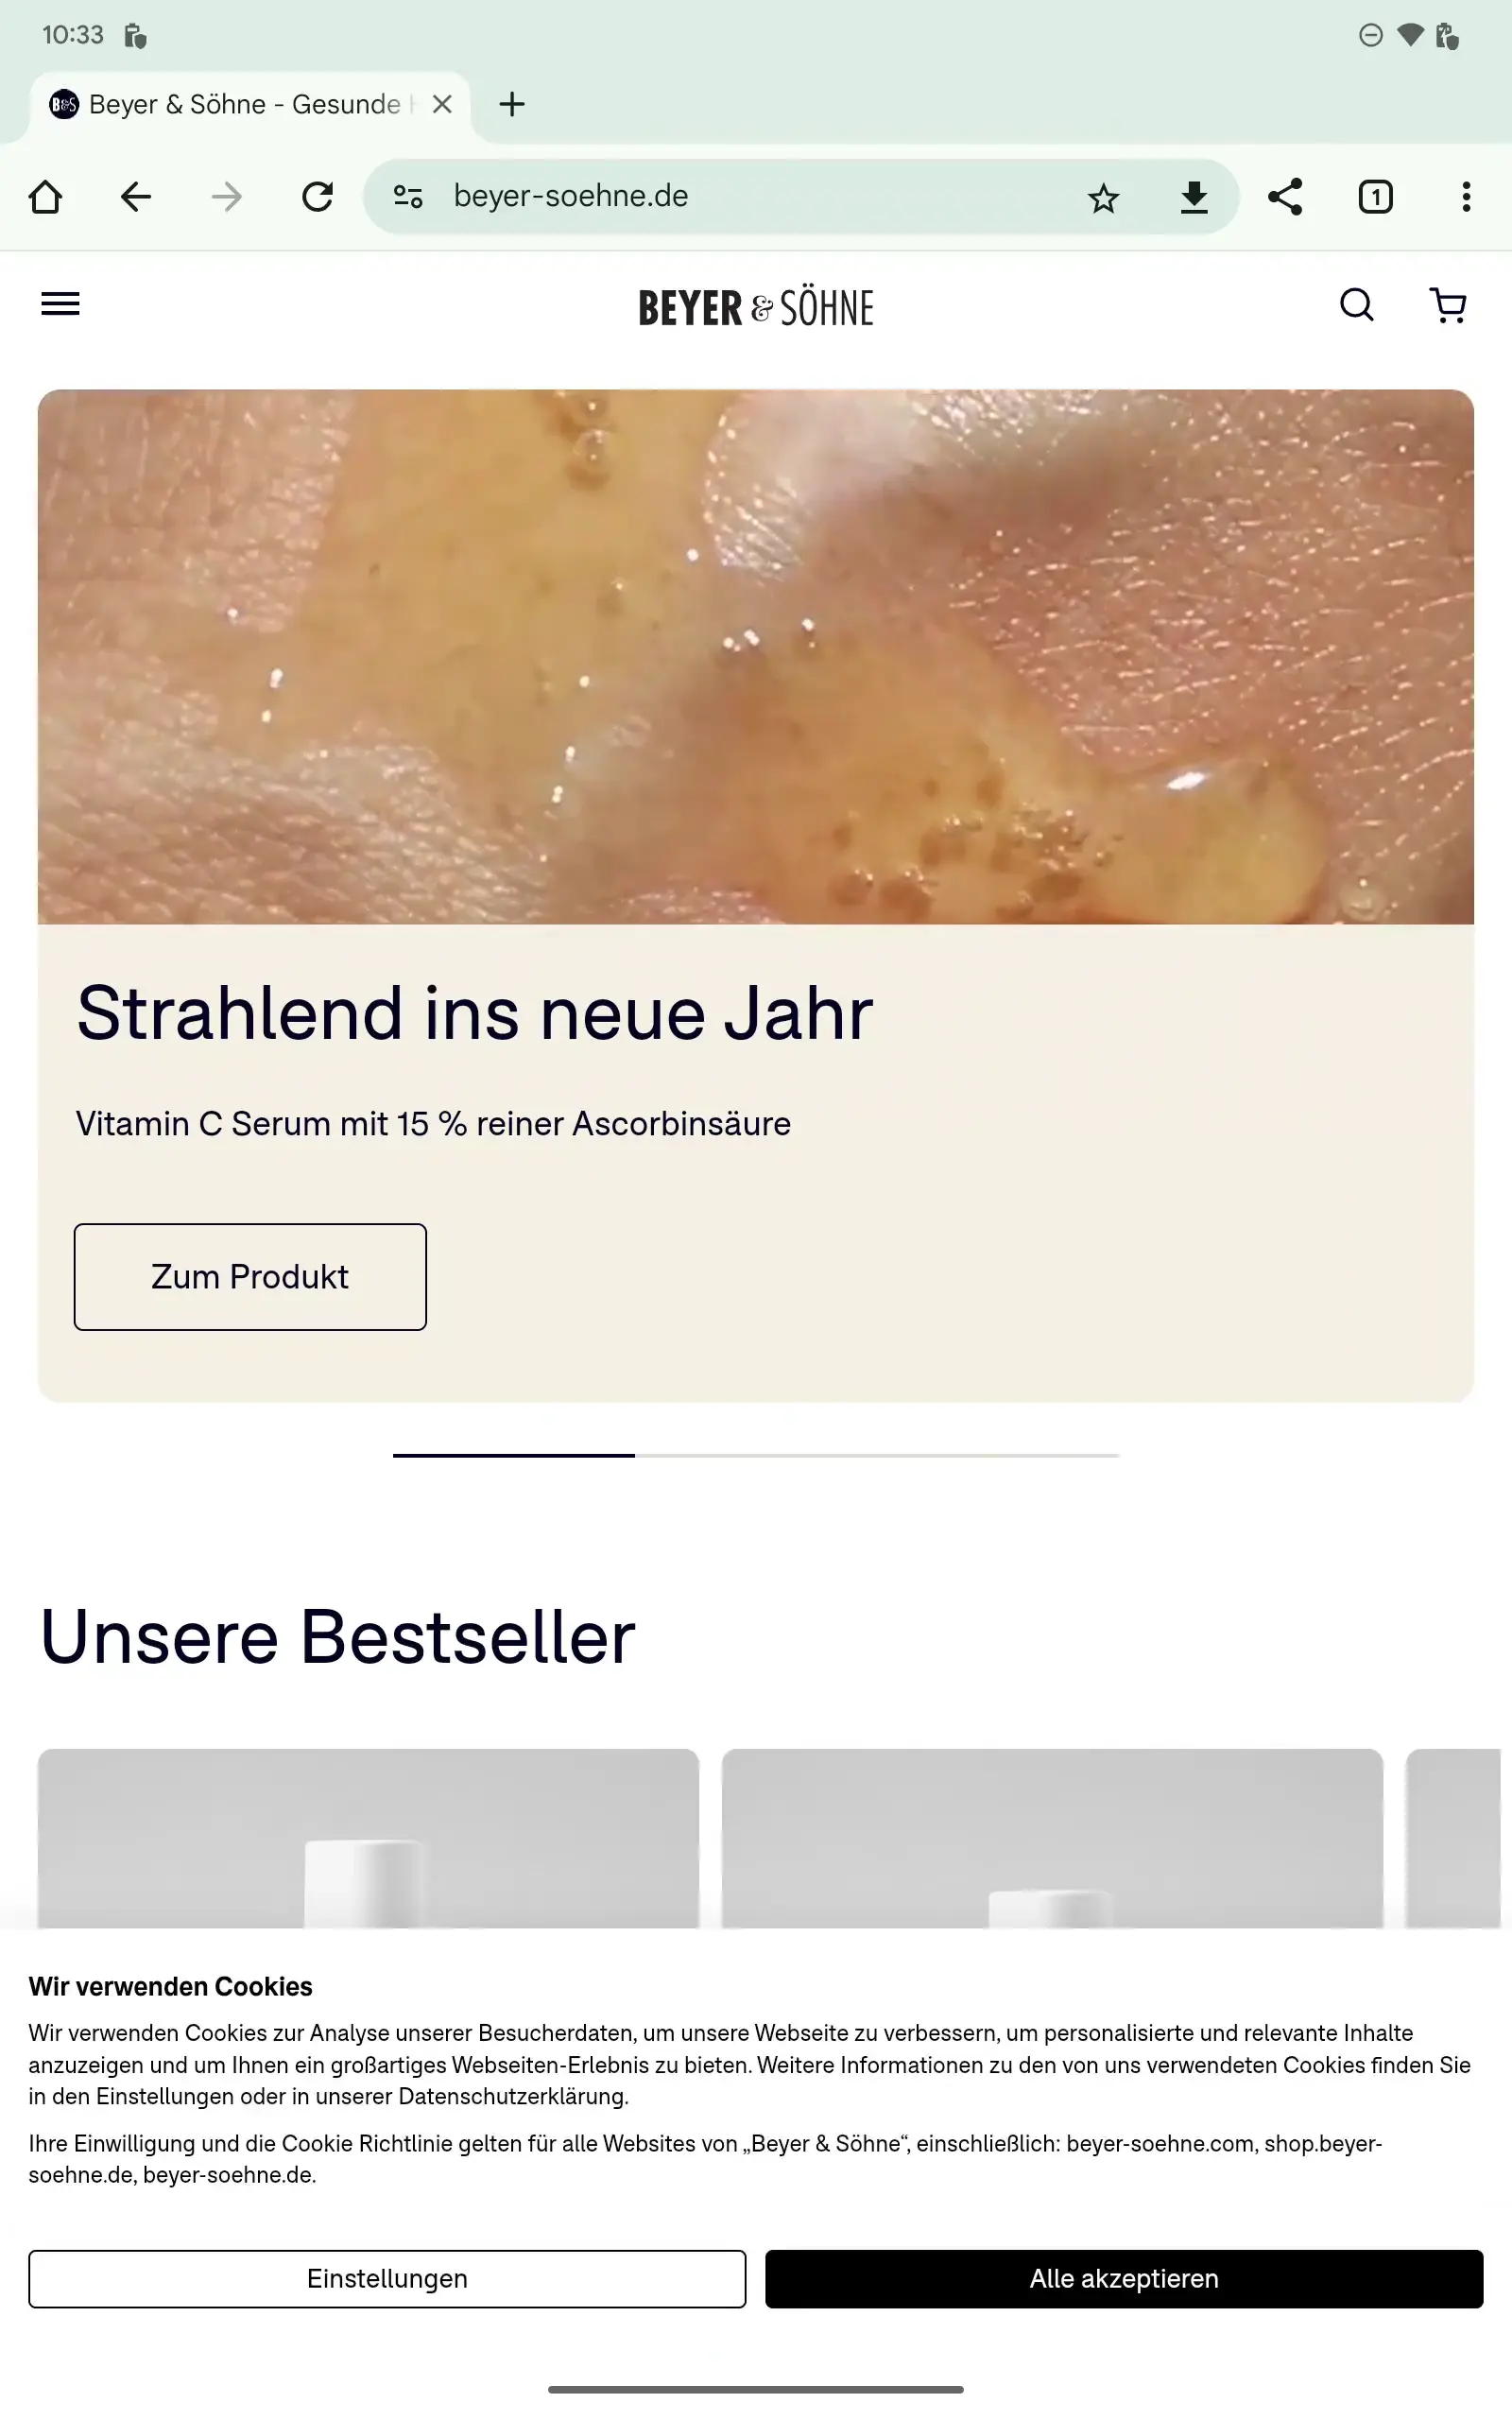 10:33
Beyer & Söhne - Gesunde
beyer-soehne.de
1
BEYER & SÖHNE
Strahlend ins neue Jahr
Vitamin C Serum mit 15 % reiner Ascorbinsäure
Zum Produkt
Unsere Bestseller
Wir verwenden Cookies
Wir verwenden Cookies zur Analyse unserer Besucherdaten, um unsere Webseite zu verbessern, um personalisierte und relevante Inhalte
anzuzeigen und um Ihnen ein großartiges Webseiten-Erlebnis zu bieten. Weitere Informationen zu den von uns verwendeten Cookies finden Sie
in den Einstellungen oder in unserer Datenschutzerklärung.
Ihre Einwilligung und die Cookie Richtlinie gelten für alle Websites von „Beyer & Söhne“, einschließlich: beyer-soehne.com, shop.beyer-
soehne.de, beyer-soehne.de.
Einstellungen
Alle akzeptieren